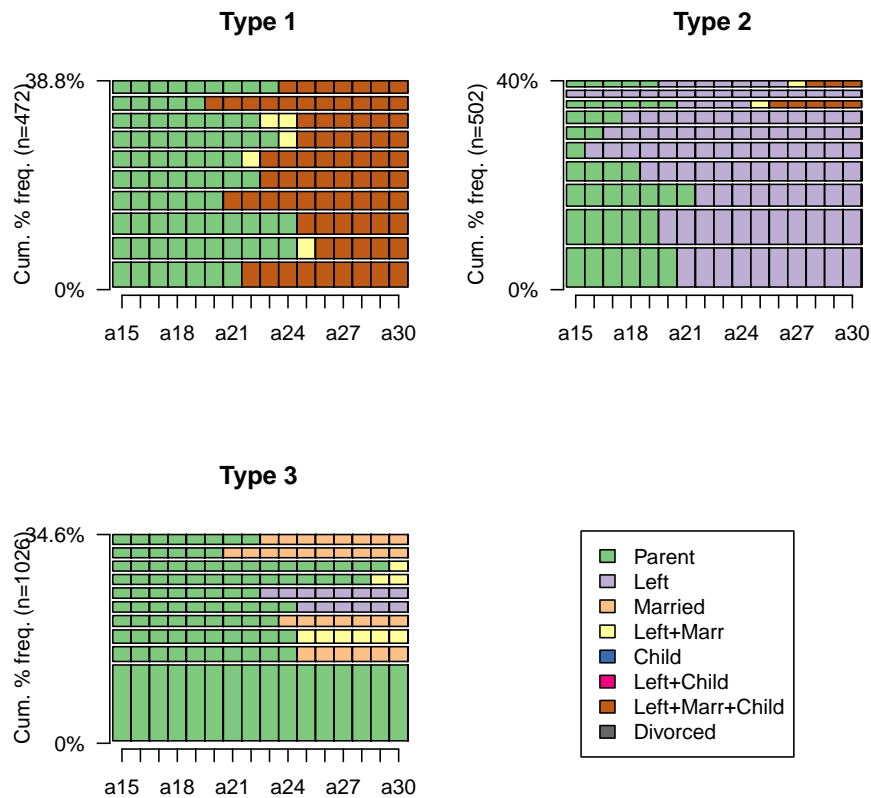 Type 1
Cum. % freq. (n=472)
38.8%
0%
a15 a18 a21 a24 a27 a30
Type 2
Cum. % freq. (n=502)
40%
0%
a15 a18 a21 a24 a27 a30
Type 3
Cum. % freq. (n=1026)
34.6%
0%
a15 a18 a21 a24 a27 a30
Parent
Left
Married
Left+Marr
Child
Left+Child
Left+Marr+Child
Divorced